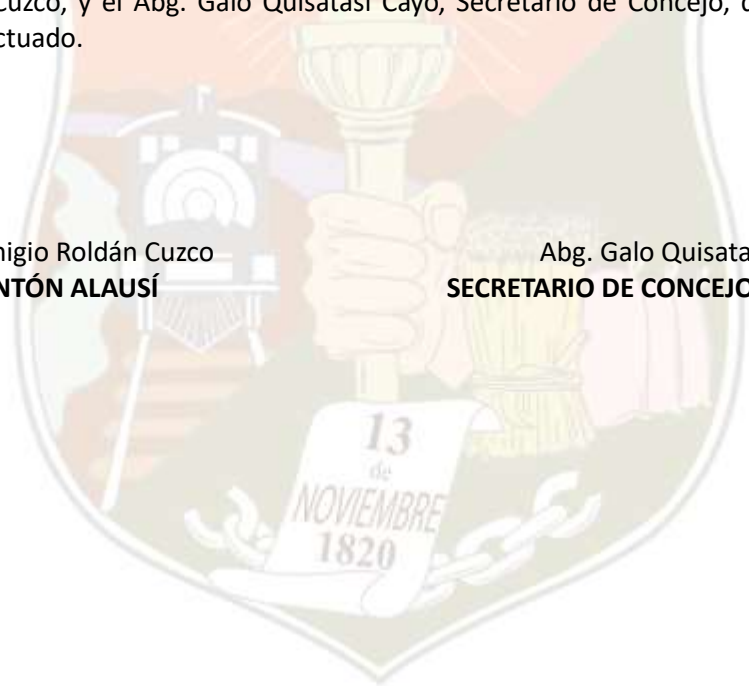 Cuzco, y el Abg. Galo Quisatasi Cayo, Secretario de Concejo,
ctuado.
igio Roldán Cuzco
Abg. Galo Quisata
NTÓN ALAUSÍ
SECRETARIO DE CONCEJO
13
de
NOVIEMBRE
1820